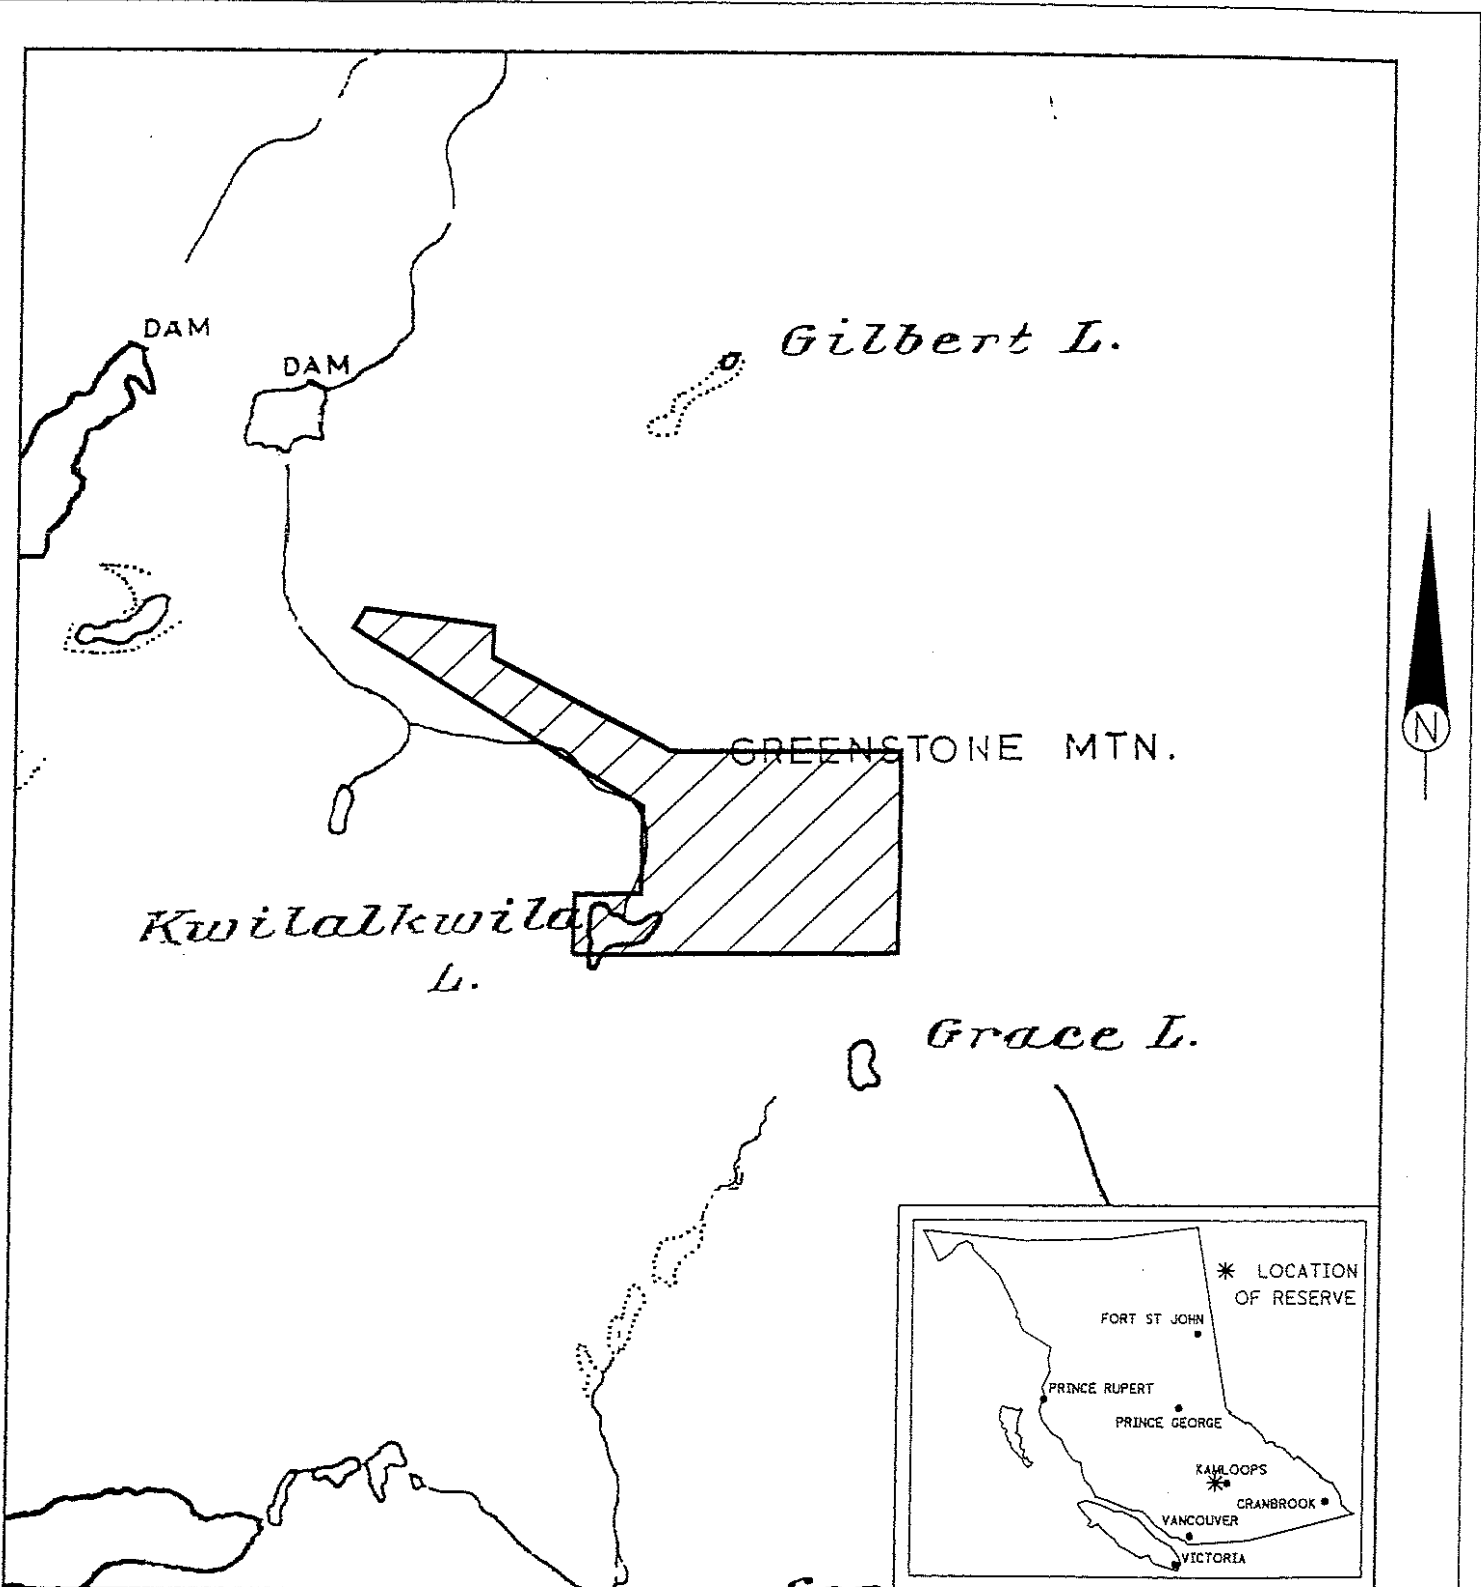 DAM
DAM
Gilbert L.
GREENSTONE MTN.
N
Kwilalkwila
L.
Grace L.
* LOCATION
OF RESERVE
FORT ST JOHN
PRINCE RUPERT
PRINCE GEORGE
KAMLOOPS
CRANBROOK
VANCOUVER
VICTORIA